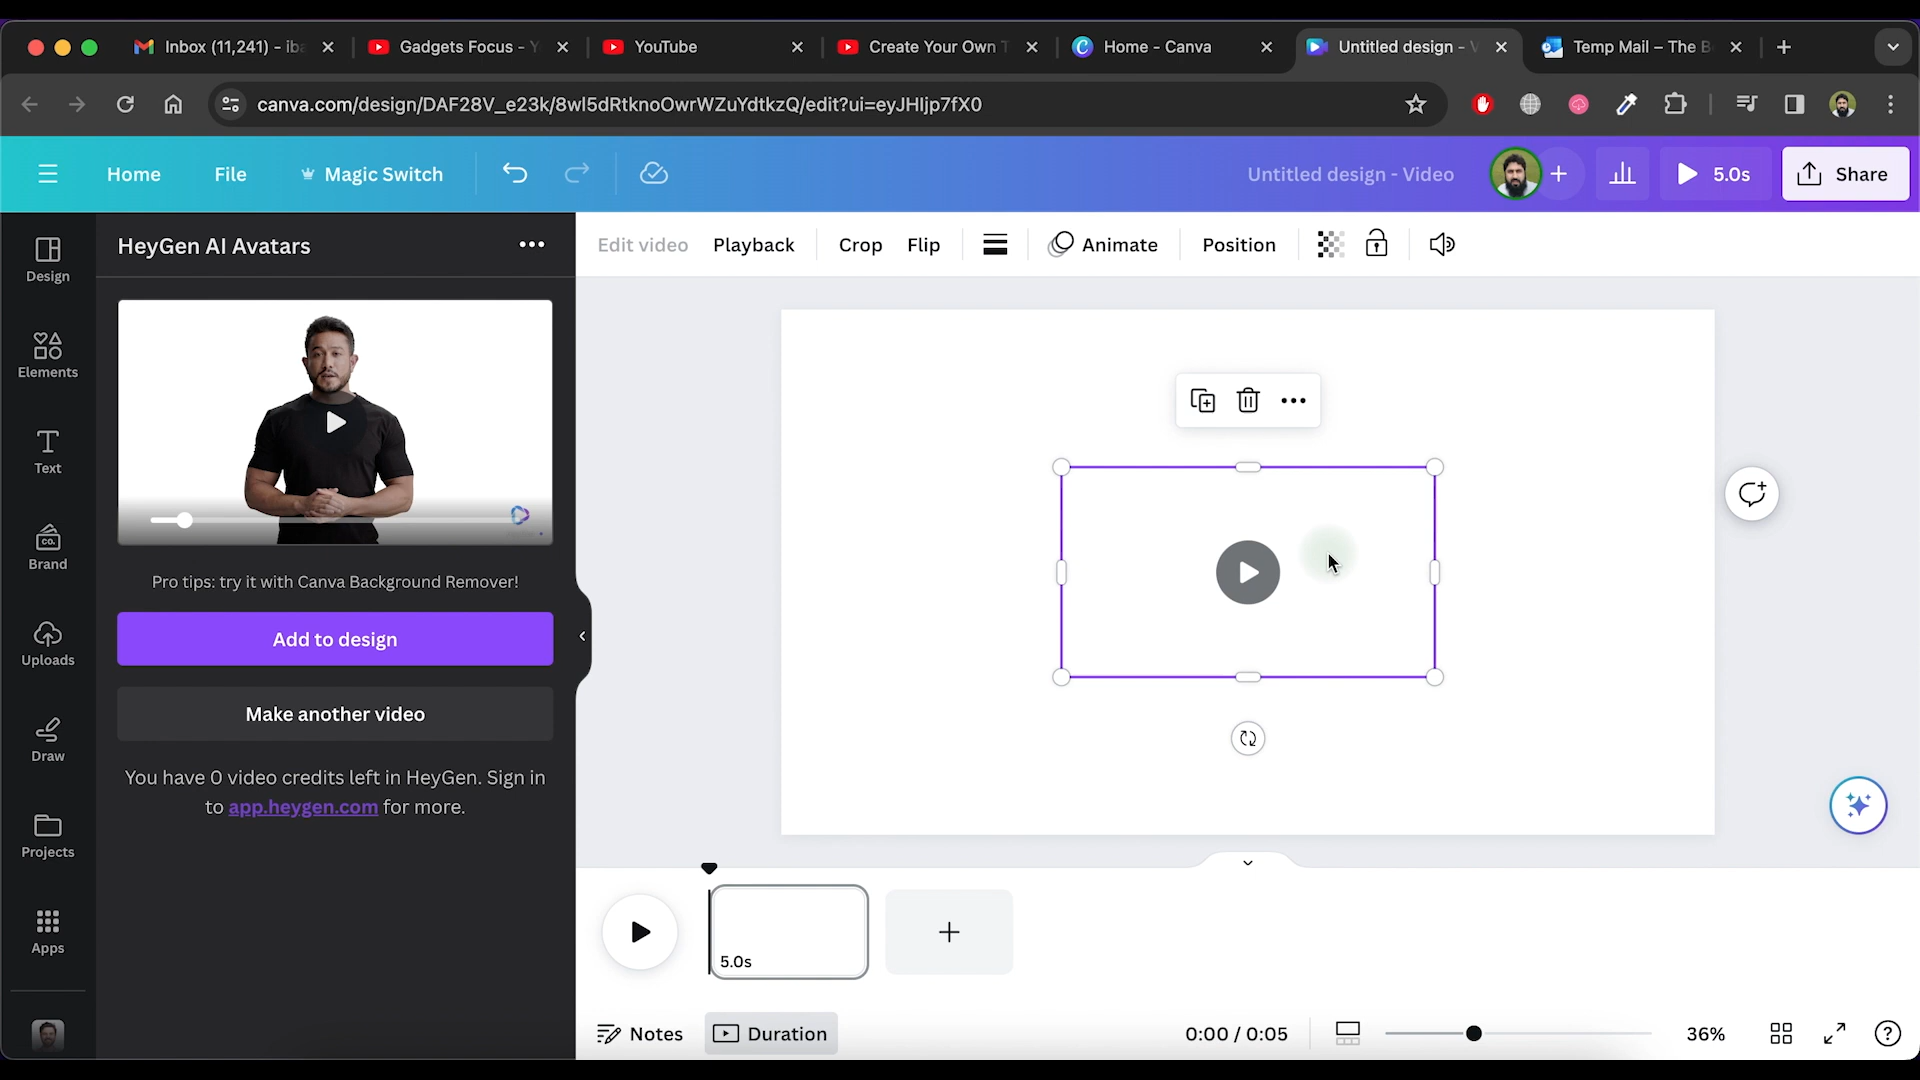 Inbox (11,241) - iba
Gadgets Focus - Y
YouTube
Create Your Own T
Home - Canva
Untitled design - V
Temp Mail – The B
canva.com/design/DAF28V_e23k/8wl5dRtknoOwrWZuYdtkzQ/edit?ui=eyJHIjp7fX0
Home
File
Magic Switch
Untitled design - Video
5.0s
Share
Design
HeyGen AI Avatars
Edit video
Playback
Crop
Flip
Animate
Position
Elements
Text
Brand
CO.
Pro tips: try it with Canva Background Remover!
Add to design
Uploads
Make another video
Draw
You have 0 video credits left in HeyGen. Sign in
to app.heygen.com for more.
Projects
Apps
5.0s
Notes
Duration
0:00 / 0:05
36%